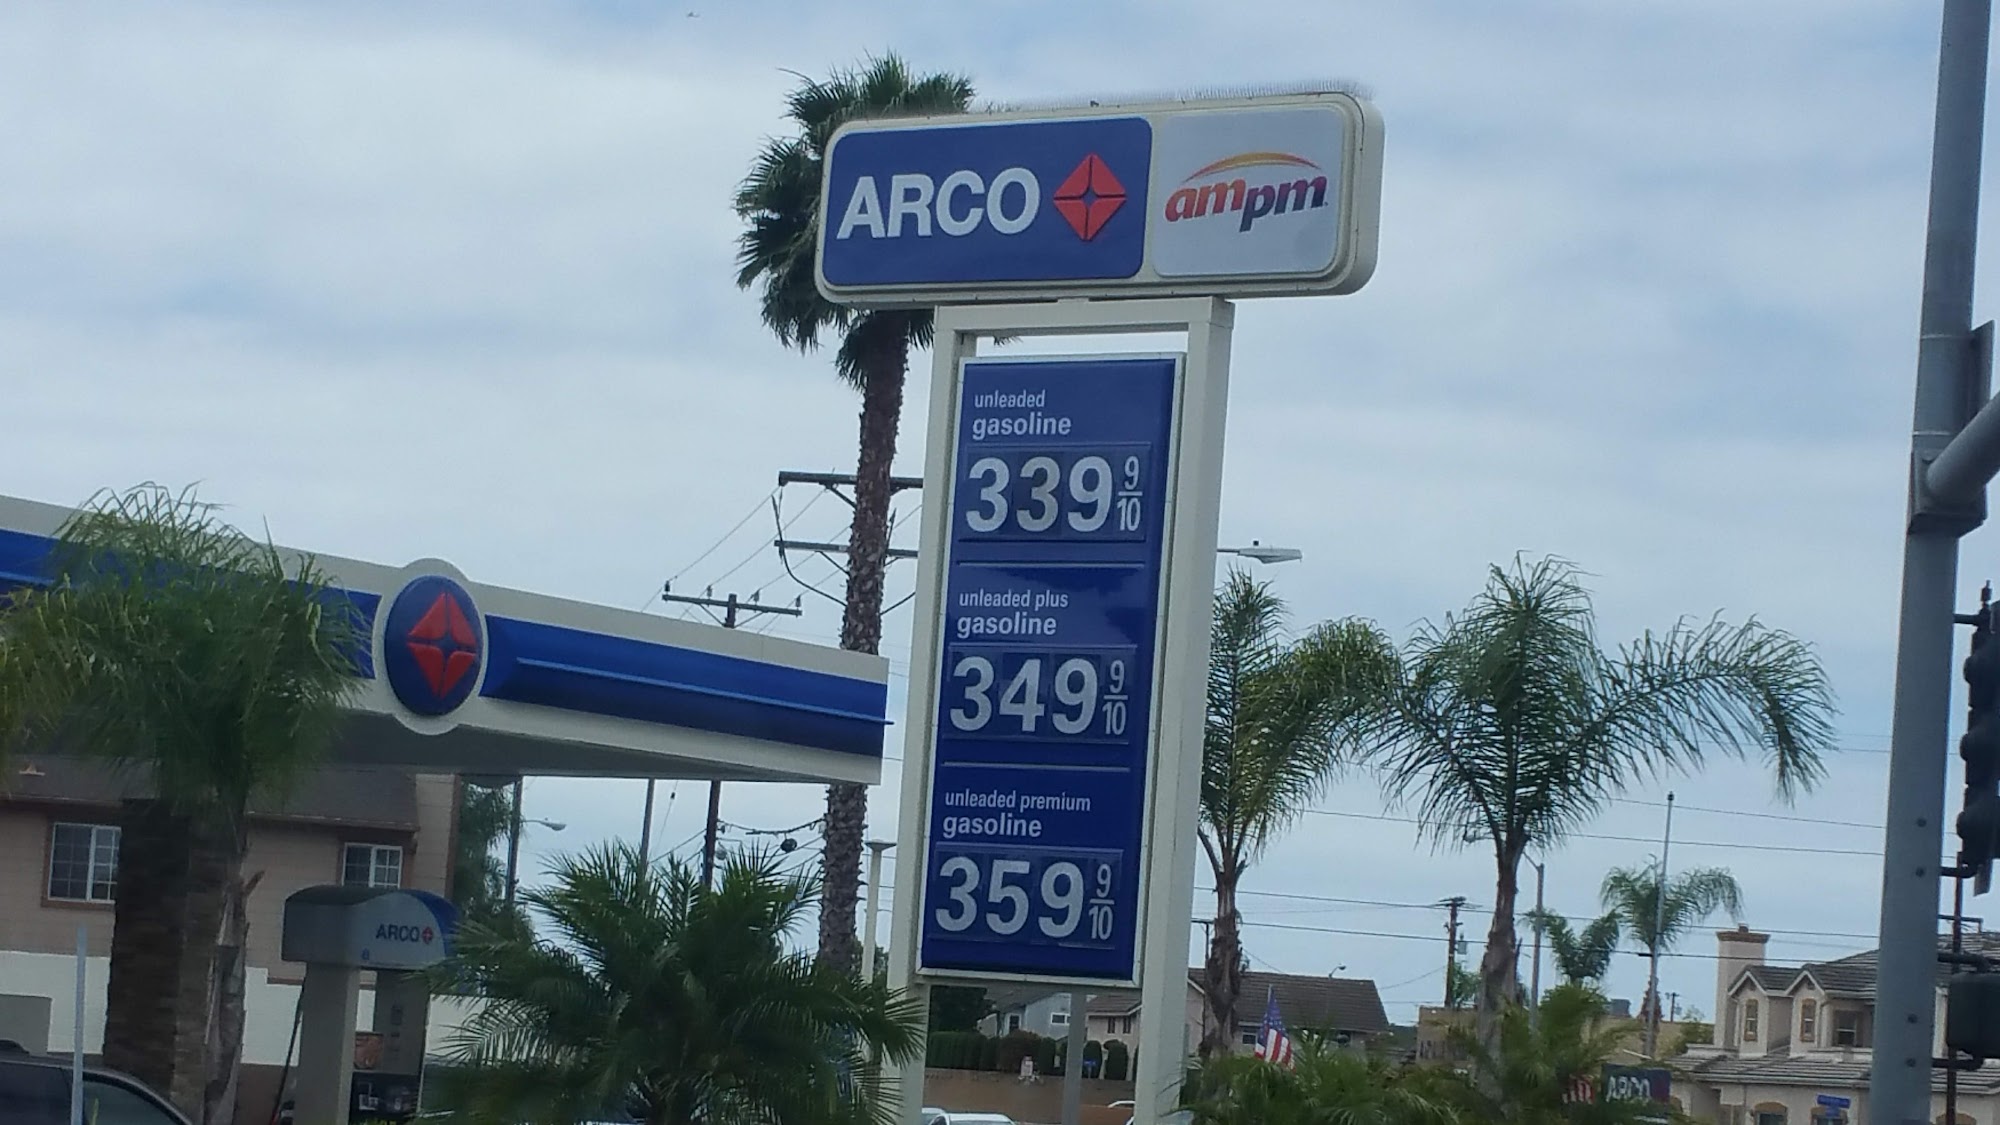 ARCO
ampm
unleaded
gasoline
339 9/10
unleaded plus
gasoline
349 9/10
unleaded premium
gasoline
359 9/10
ARCO
ARCO